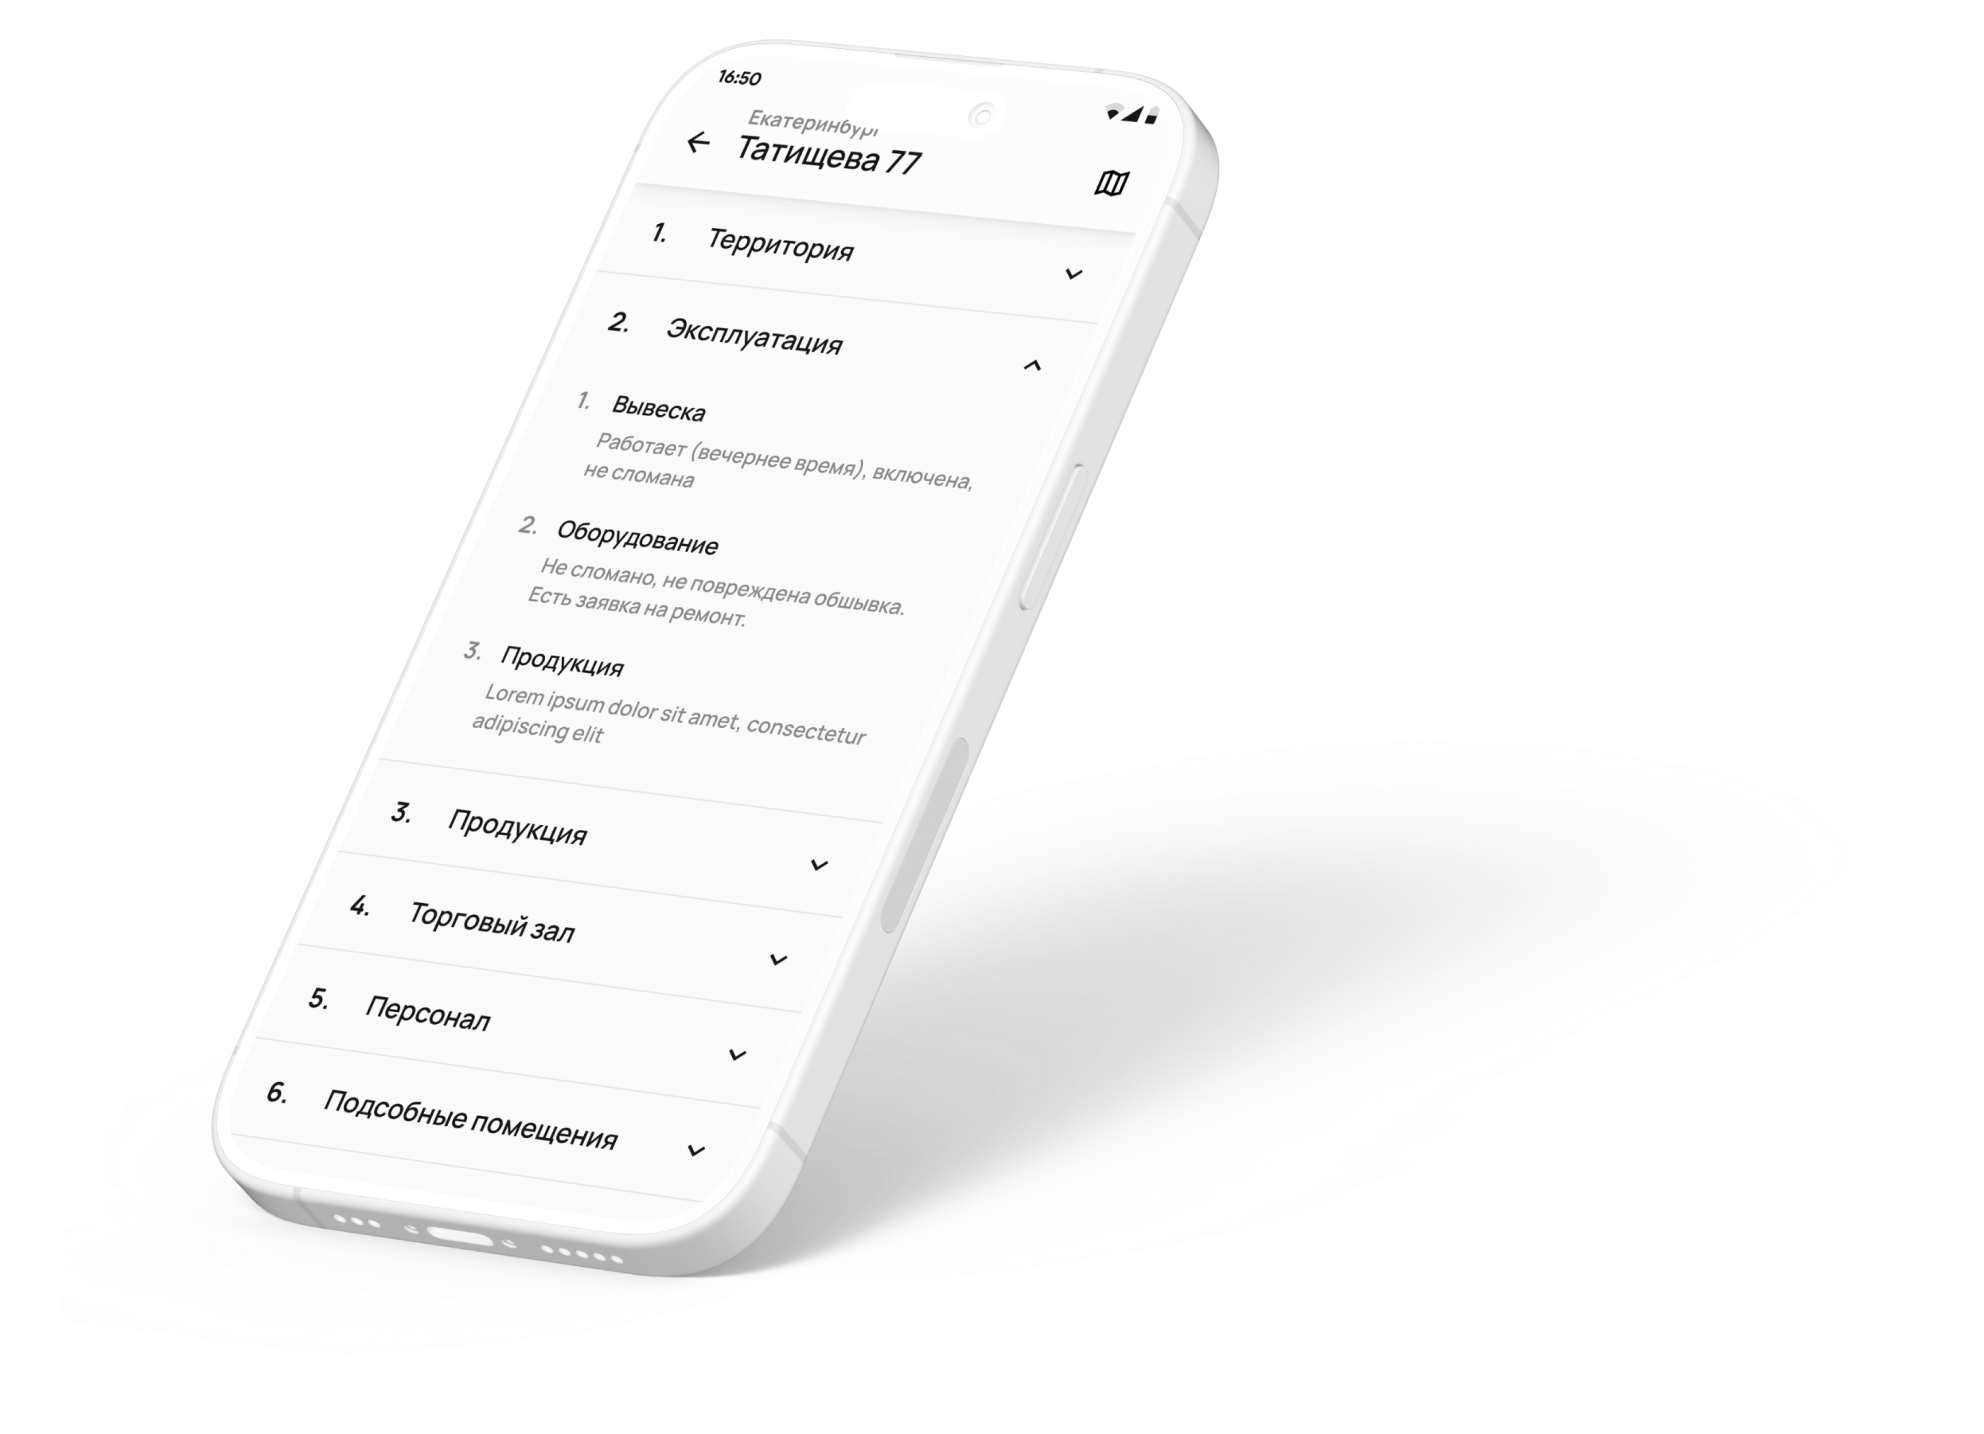 16:50
Екатеринбург
Татищева 77
1. Территория
2. Эксплуатация
1. Вывеска
Работает (вечернее время), включена,
не сломана
2. Оборудование
Не сломано, не повреждена обшывка.
Есть заявка на ремонт.
3. Продукция
Lorem ipsum dolor sit amet, consectetur
adipiscing elit
3. Продукция
4. Торговый зал
5. Персонал
6. Подсобные помещения